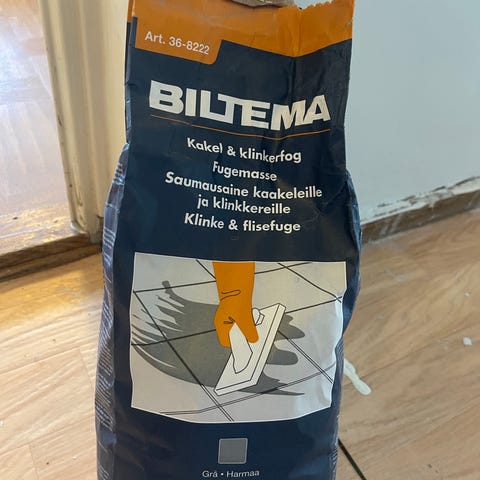 Art. 36-8222
BILTEMA
Kakel & klinkerfog
Fugemasse
Saumausaine kaakeleille
ja klinkkereille
Klinke & flisefuge
Grå • Harmaa